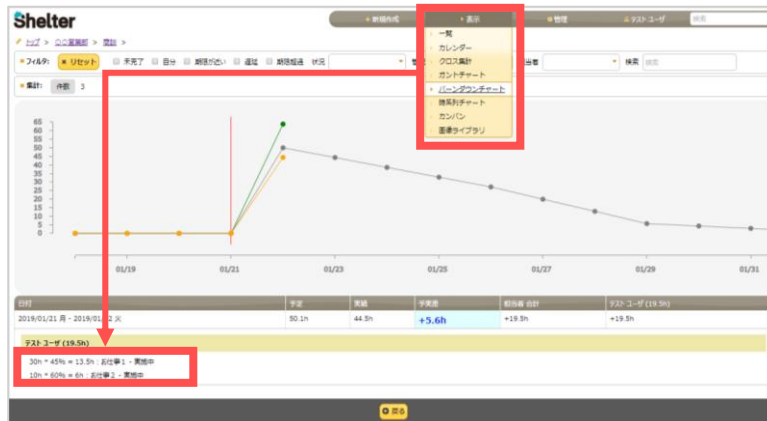 Shelter
新規作成
表示
管理
テストユーザ
検索
トップ > ○○営業部 > 商談 >
フィルタ: リセット 未完了 自分 期限が近い 遅延 期限超過 状況
当者
検索 検索
一覧
カレンダー
クロス集計
ガントチャート
バーンダウンチャート
時系列チャート
カンバン
画像ライブラリ
集計: 件数 3
65
60
55
50
45
40
35
30
25
20
15
10
5
0
01/19 01/21 01/23 01/25 01/27 01/29 01/31
日付 予定 実績 予実差 担当者 合計 テスト ユーザ (19.5h)
2019/01/21 月 - 2019/01/ 2 火 50.1h 44.5h +5.6h +19.5h +19.5h
テスト ユーザ (19.5h)
30h * 45% = 13.5h : お仕事1 - 実施中
10h * 60% = 6h : お仕事2 - 実施中
戻る